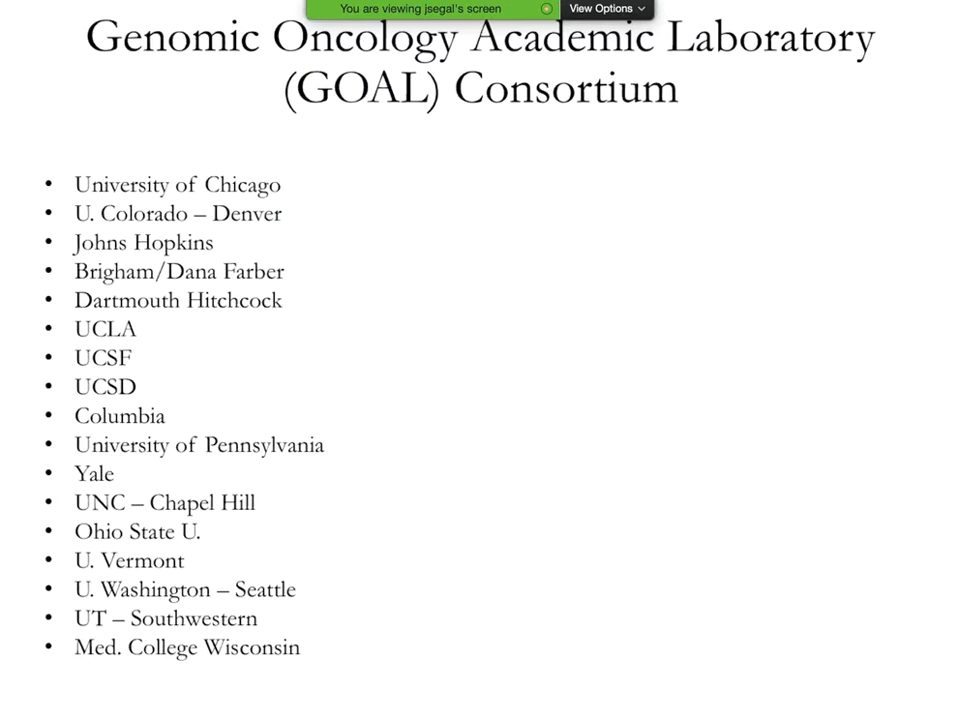 You are viewing jsegal's screen
View Options
Genomic Oncology Academic Laboratory
(GOAL) Consortium
• University of Chicago
• U. Colorado – Denver
• Johns Hopkins
• Brigham/Dana Farber
• Dartmouth Hitchcock
• UCLA
• UCSF
• UCSD
• Columbia
• University of Pennsylvania
• Yale
• UNC – Chapel Hill
• Ohio State U.
• U. Vermont
• U. Washington – Seattle
• UT – Southwestern
• Med. College Wisconsin